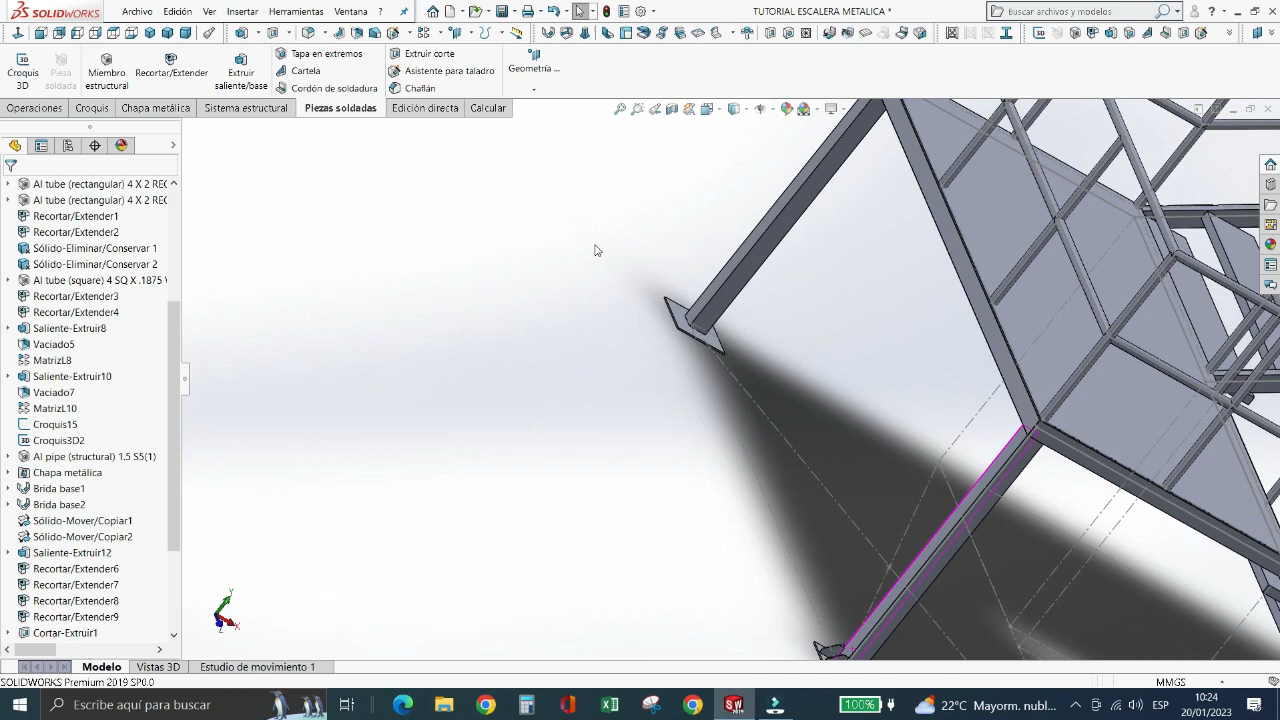 SOLIDWORKS
Archivo Edición Ver Insertar Herramientas Ventana ?
TUTORIAL ESCALERA METALICA *
Buscar archivos y modelos
Croquis
3D
Pieza
soldada
Miembro
estructural
Recortar/Extender
Extruir
saliente/base
Tapa en extremos
Cartela
Cordón de soldadura
Extruir corte
Asistente para taladro
Chaflán
Geometría ...
Operaciones Croquis Chapa metálica Sistema estructural Piezas soldadas Edición directa Calcular
Al tube (rectangular) 4 X 2 REC
Al tube (rectangular) 4 X 2 REC
Recortar/Extender1
Recortar/Extender2
Sólido-Eliminar/Conservar 1
Sólido-Eliminar/Conservar 2
Al tube (square) 4 SQ X .1875
Recortar/Extender3
Recortar/Extender4
Saliente-Extruir8
Vaciado5
MatrizL8
Saliente-Extruir10
Vaciado7
MatrizL10
Croquis15
Croquis3D2
Al pipe (structural) 1.5 S5(1)
Chapa metálica
Brida base1
Brida base2
Sólido-Mover/Copiar1
Sólido-Mover/Copiar2
Saliente-Extruir12
Recortar/Extender6
Recortar/Extender7
Recortar/Extender8
Recortar/Extender9
Cortar-Extruir1
Y
X
Z
Modelo Vistas 3D Estudio de movimiento 1
SOLIDWORKS Premium 2019 SP0.0
MMGS
Escribe aquí para buscar
100%
22°C Mayorm. nubl...
ESP
10:24
20/01/2023